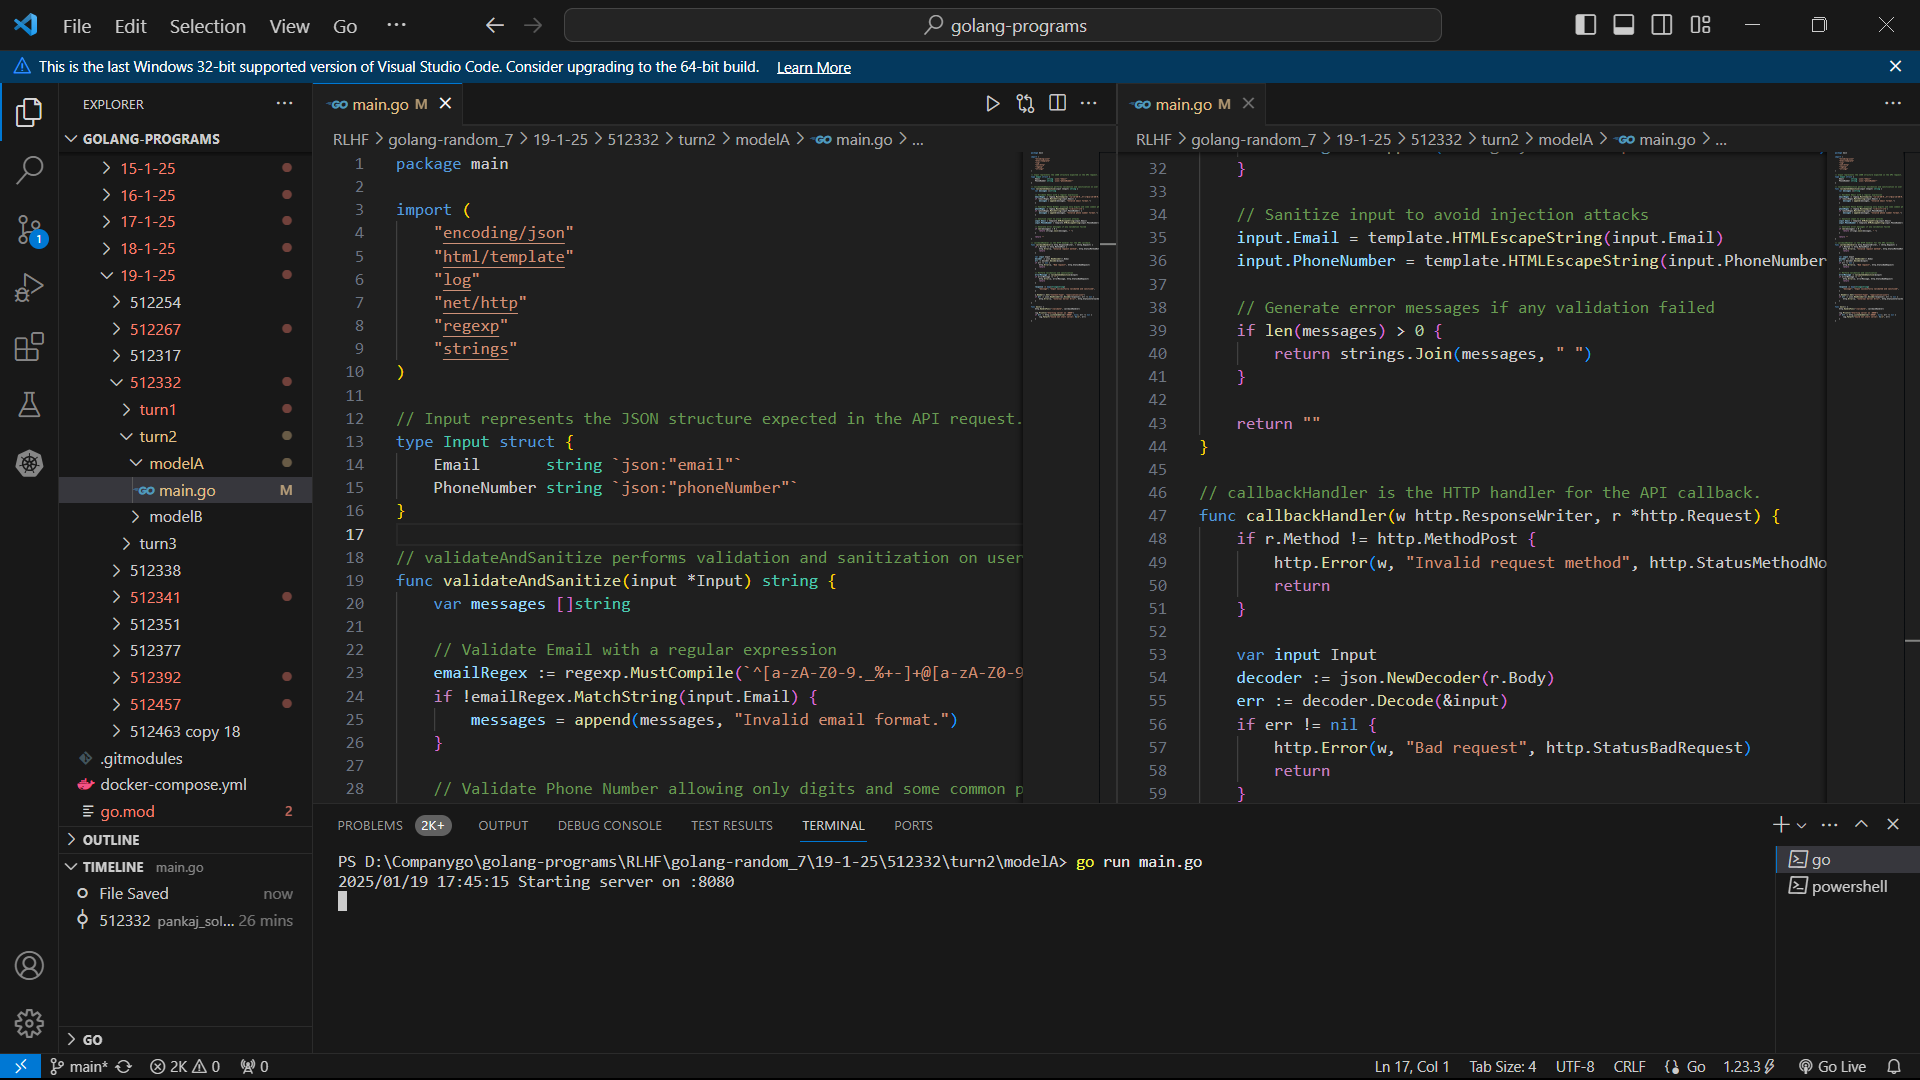 File Edit Selection View Go ···
golang-programs
This is the last Windows 32-bit supported version of Visual Studio Code. Consider upgrading to the 64-bit build. Learn More
EXPLORER
GOLANG-PROGRAMS
15-1-25
16-1-25
17-1-25
18-1-25
19-1-25
512254
512267
512317
512332
turn1
turn2
modelA
main.go M
modelB
turn3
512338
512341
512351
512377
512392
512457
512463 copy 18
.gitmodules
docker-compose.yml
go.mod 2
OUTLINE
TIMELINE main.go
File Saved now
512332 pankaj_sol... 26 mins
GO
main.go M
RLHF > golang-random_7 > 19-1-25 > 512332 > turn2 > modelA > main.go > ...
1 package main
2
3 import (
4 "encoding/json"
5 "html/template"
6 "log"
7 "net/http"
8 "regexp"
9 "strings"
10 )
11
12 // Input represents the JSON structure expected in the API request.
13 type Input struct {
14 Email string `json:"email"`
15 PhoneNumber string `json:"phoneNumber"`
16 }
17
18 // validateAndSanitize performs validation and sanitization on user
19 func validateAndSanitize(input *Input) string {
20 var messages []string
21
22 // Validate Email with a regular expression
23 emailRegex := regexp.MustCompile(`^[a-zA-Z0-9._%+-]+@[a-zA-Z0-9
24 if !emailRegex.MatchString(input.Email) {
25 messages = append(messages, "Invalid email format.")
26 }
27
28 // Validate Phone Number allowing only digits and some common p
main.go M
RLHF > golang-random_7 > 19-1-25 > 512332 > turn2 > modelA > main.go > ...
32 }
33
34 // Sanitize input to avoid injection attacks
35 input.Email = template.HTMLEscapeString(input.Email)
36 input.PhoneNumber = template.HTMLEscapeString(input.PhoneNumber
37
38 // Generate error messages if any validation failed
39 if len(messages) > 0 {
40 return strings.Join(messages, " ")
41 }
42
43 return ""
44 }
45
46 // callbackHandler is the HTTP handler for the API callback.
47 func callbackHandler(w http.ResponseWriter, r *http.Request) {
48 if r.Method != http.MethodPost {
49 http.Error(w, "Invalid request method", http.StatusMethodNo
50 return
51 }
52
53 var input Input
54 decoder := json.NewDecoder(r.Body)
55 err := decoder.Decode(&input)
56 if err != nil {
57 http.Error(w, "Bad request", http.StatusBadRequest)
58 return
59 }
PROBLEMS 2K+ OUTPUT DEBUG CONSOLE TEST RESULTS TERMINAL PORTS
PS D:\Companygo\golang-programs\RLHF\golang-random_7\19-1-25\512332\turn2\modelA> go run main.go
2025/01/19 17:45:15 Starting server on :8080
go
powershell
main* 2K 0 0 Ln 17, Col 1 Tab Size: 4 UTF-8 CRLF Go 1.23.3 Go Live